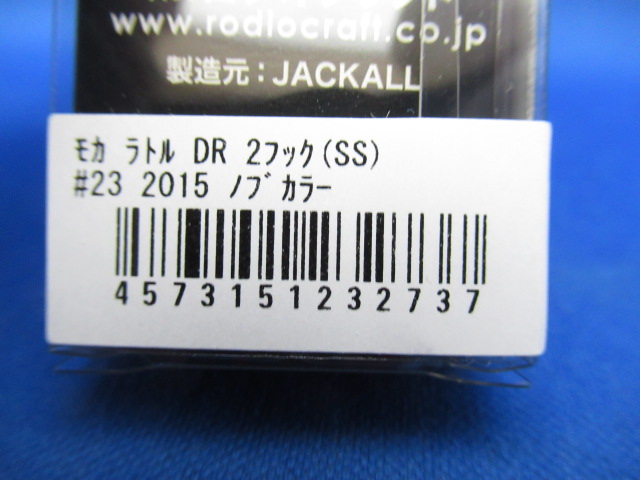 www.rodiocraft.co.jp
製造元：JACKALL
ﾓｶ ﾗﾄﾙ DR 2ﾌｯｸ(SS)
#23 2015 ﾉﾌﾞｶﾗｰ
4573151232737